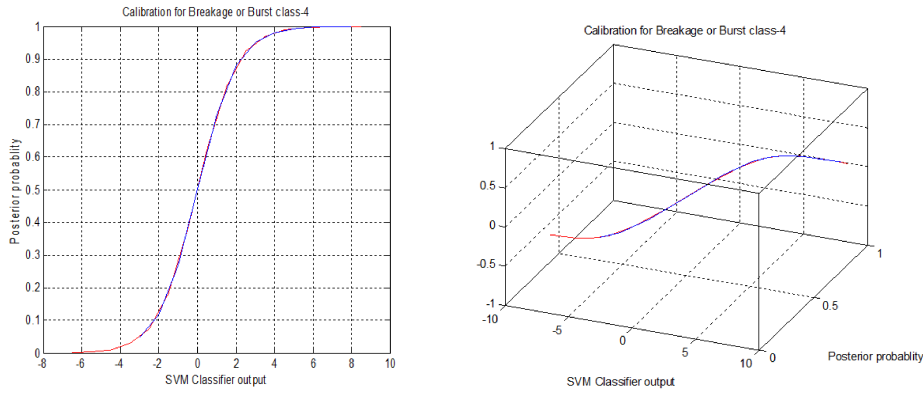 Calibration for Breakage or Burst class-4
1
0.9
0.8
0.7
0.6
0.5
0.4
0.3
0.2
0.1
0
Posterior probablity
-8 -6 -4 -2 0 2 4 6 8 10
SVM Classifier output
Calibration for Breakage or Burst class-4
1
0.5
0
-0.5
-1
-10 -5 0 5 10
SVM Classifier output
0 0.5 1
Posterior probablity